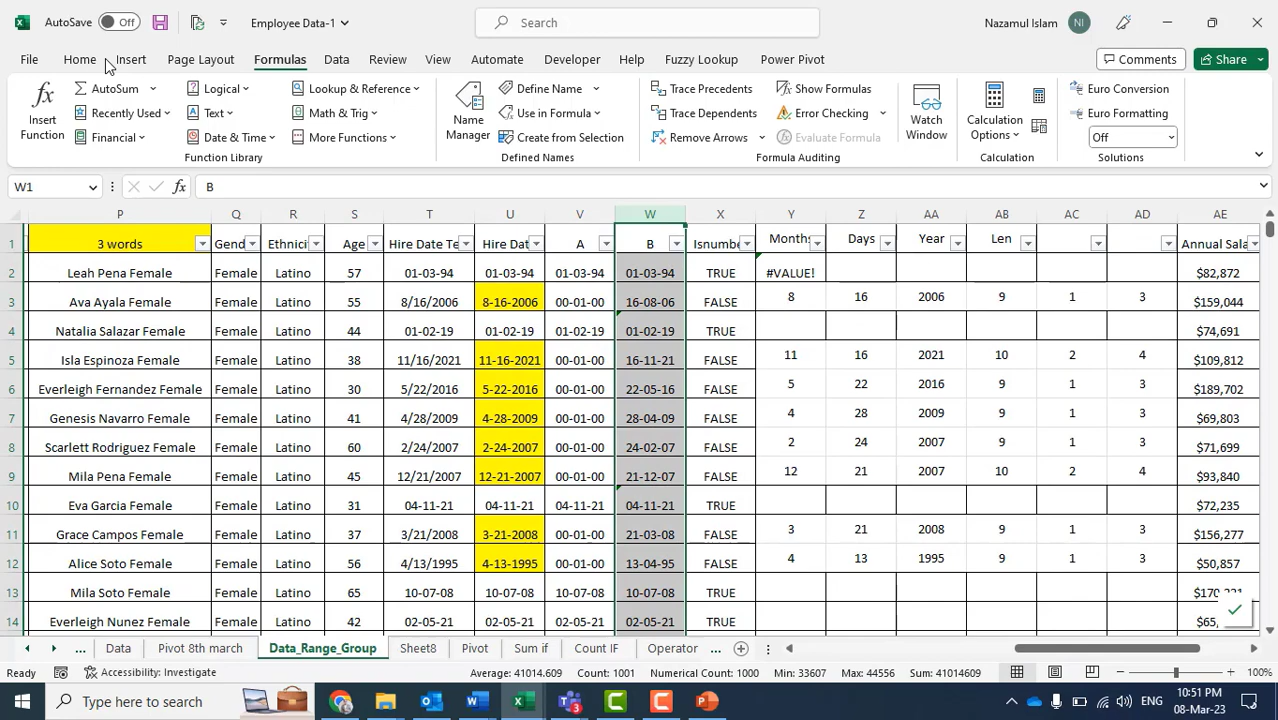 AutoSave Off Employee Data-1 Search Nazamul Islam NI
File Home Insert Page Layout Formulas Data Review View Automate Developer Help Fuzzy Lookup Power Pivot Comments Share
AutoSum Logical Lookup & Reference Define Name Trace Precedents Show Formulas Euro Conversion
Insert Function Recently Used Text Math & Trig Name Manager Use in Formula Trace Dependents Error Checking Watch Window Calculation Options Euro Formatting
Financial Date & Time More Functions Create from Selection Remove Arrows Evaluate Formula Off
Function Library Defined Names Formula Auditing Calculation Solutions
W1 fx B
P Q R S T U V W X Y Z AA AB AC AD AE
1 3 words Gend Ethnici Age Hire Date Te Hire Dat A B Isnumbe Months Days Year Len Annual Sala
2 Leah Pena Female Female Latino 57 01-03-94 01-03-94 01-03-94 01-03-94 TRUE #VALUE! $82,872
3 Ava Ayala Female Female Latino 55 8/16/2006 8-16-2006 00-01-00 16-08-06 FALSE 8 16 2006 9 1 3 $159,044
4 Natalia Salazar Female Female Latino 44 01-02-19 01-02-19 01-02-19 01-02-19 TRUE $74,691
5 Isla Espinoza Female Female Latino 38 11/16/2021 11-16-2021 00-01-00 16-11-21 FALSE 11 16 2021 10 2 4 $109,812
6 Everleigh Fernandez Female Female Latino 30 5/22/2016 5-22-2016 00-01-00 22-05-16 FALSE 5 22 2016 9 1 3 $189,702
7 Genesis Navarro Female Female Latino 41 4/28/2009 4-28-2009 00-01-00 28-04-09 FALSE 4 28 2009 9 1 3 $69,803
8 Scarlett Rodriguez Female Female Latino 60 2/24/2007 2-24-2007 00-01-00 24-02-07 FALSE 2 24 2007 9 1 3 $71,699
9 Mila Pena Female Female Latino 45 12/21/2007 12-21-2007 00-01-00 21-12-07 FALSE 12 21 2007 10 2 4 $93,840
10 Eva Garcia Female Female Latino 31 04-11-21 04-11-21 04-11-21 04-11-21 TRUE $72,235
11 Grace Campos Female Female Latino 37 3/21/2008 3-21-2008 00-01-00 21-03-08 FALSE 3 21 2008 9 1 3 $156,277
12 Alice Soto Female Female Latino 56 4/13/1995 4-13-1995 00-01-00 13-04-95 FALSE 4 13 1995 9 1 3 $50,857
13 Mila Soto Female Female Latino 65 10-07-08 10-07-08 10-07-08 10-07-08 TRUE
14 Everleigh Nunez Female Female Latino 42 02-05-21 02-05-21 02-05-21 02-05-21 TRUE $65,
... Data Pivot 8th march Data_Range_Group Sheet8 Pivot Sum if Count IF Operator ...
Ready Accessibility: Investigate Average: 41014.609 Count: 1001 Numerical Count: 1000 Min: 33607 Max: 44556 Sum: 41014609 100%
Type here to search ENG 10:51 PM
08-Mar-23